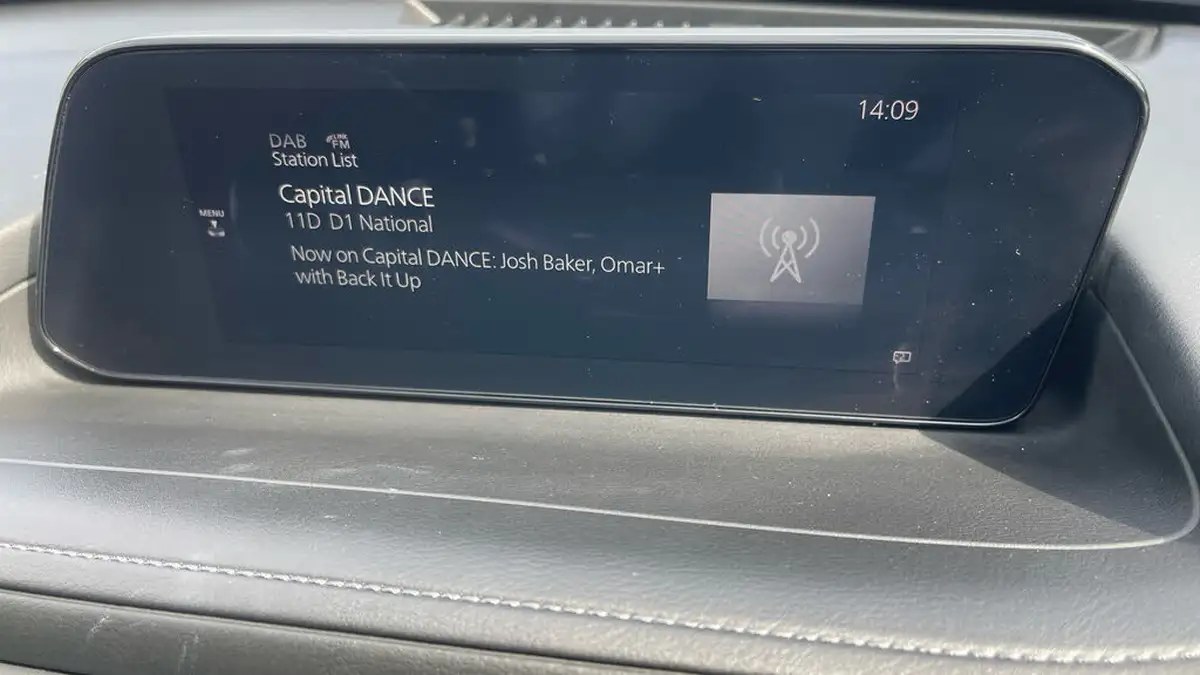 14:09
DAB LINK FM
Station List
Capital DANCE
MENU
11D D1 National
Now on Capital DANCE: Josh Baker, Omar+
with Back It Up